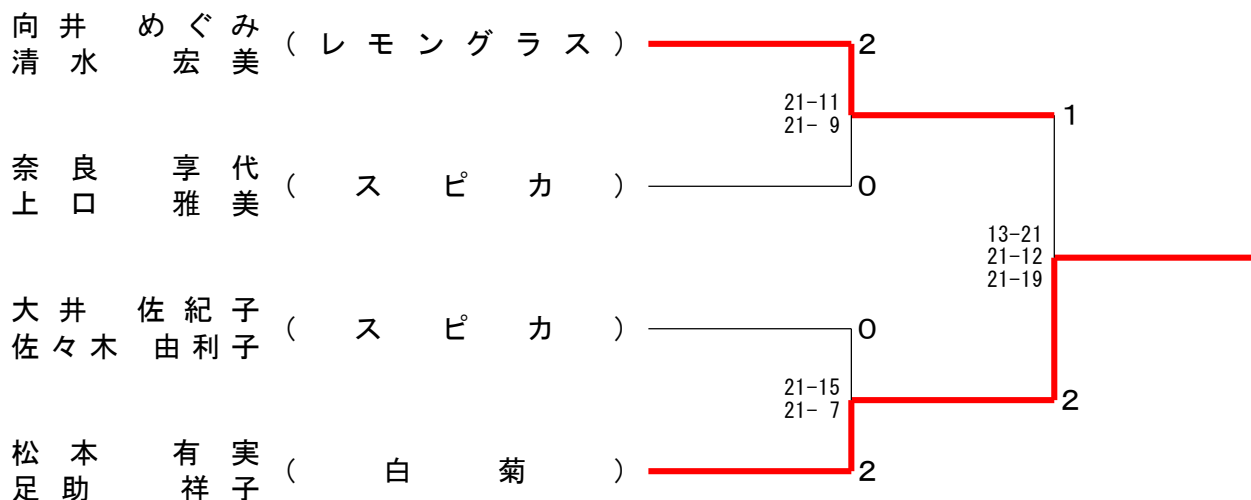 向井 めぐみ
清水 宏美
(レモングラス)
2
21-11
21- 9
1
奈良 享代
上口 雅美
(スピカ)
0
13-21
21-12
21-19
大井 佐紀子
佐々木 由利子
(スピカ)
0
21-15
21- 7
2
松本 有実
足助 祥子
(白菊)
2